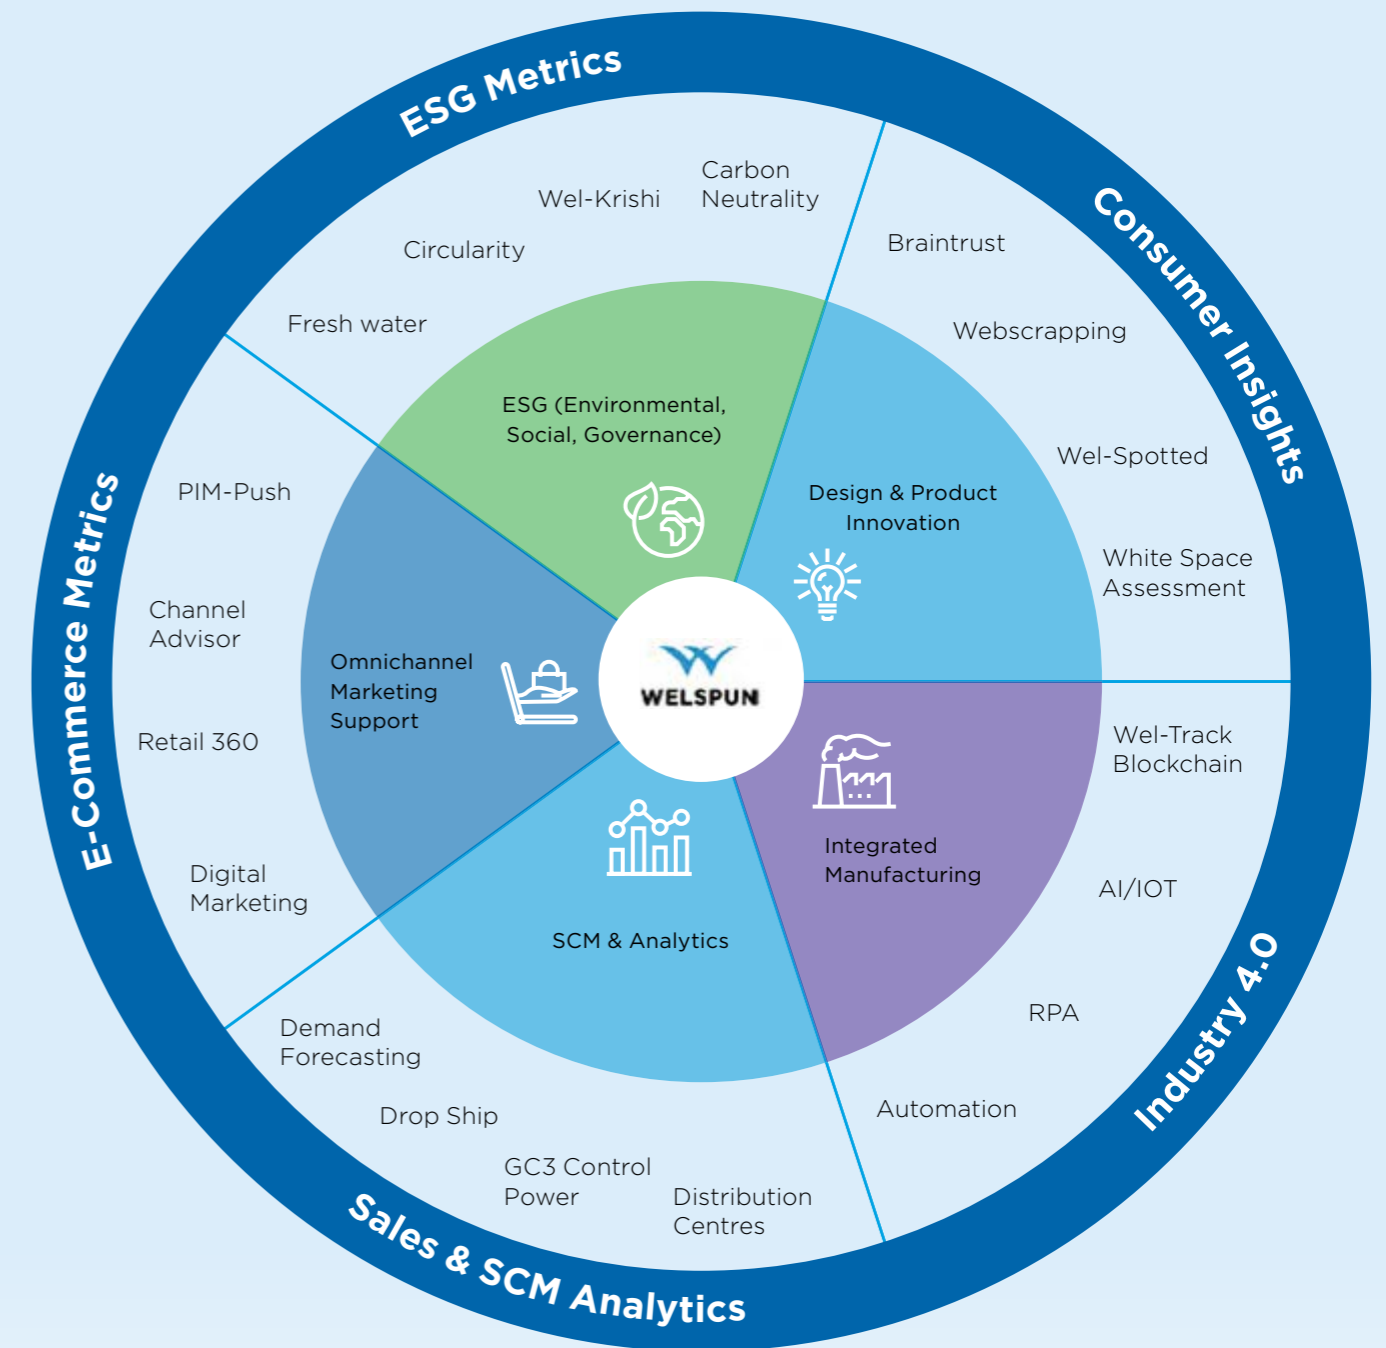 ESG Metrics
Carbon
Neutrality
Wel-Krishi
Circularity
Fresh water
ESG (Environmental,
Social, Governance)
Consumer Insights
Braintrust
Webscrapping
Wel-Spotted
White Space
Assessment
Design & Product
Innovation
Industry 4.0
Wel-Track
Blockchain
AI/IOT
RPA
Automation
Integrated
Manufacturing
Sales & SCM Analytics
Demand
Forecasting
Drop Ship
GC3 Control
Power
Distribution
Centres
SCM & Analytics
E-Commerce Metrics
PIM-Push
Channel
Advisor
Retail 360
Digital
Marketing
Omnichannel
Marketing
Support
WELSPUN